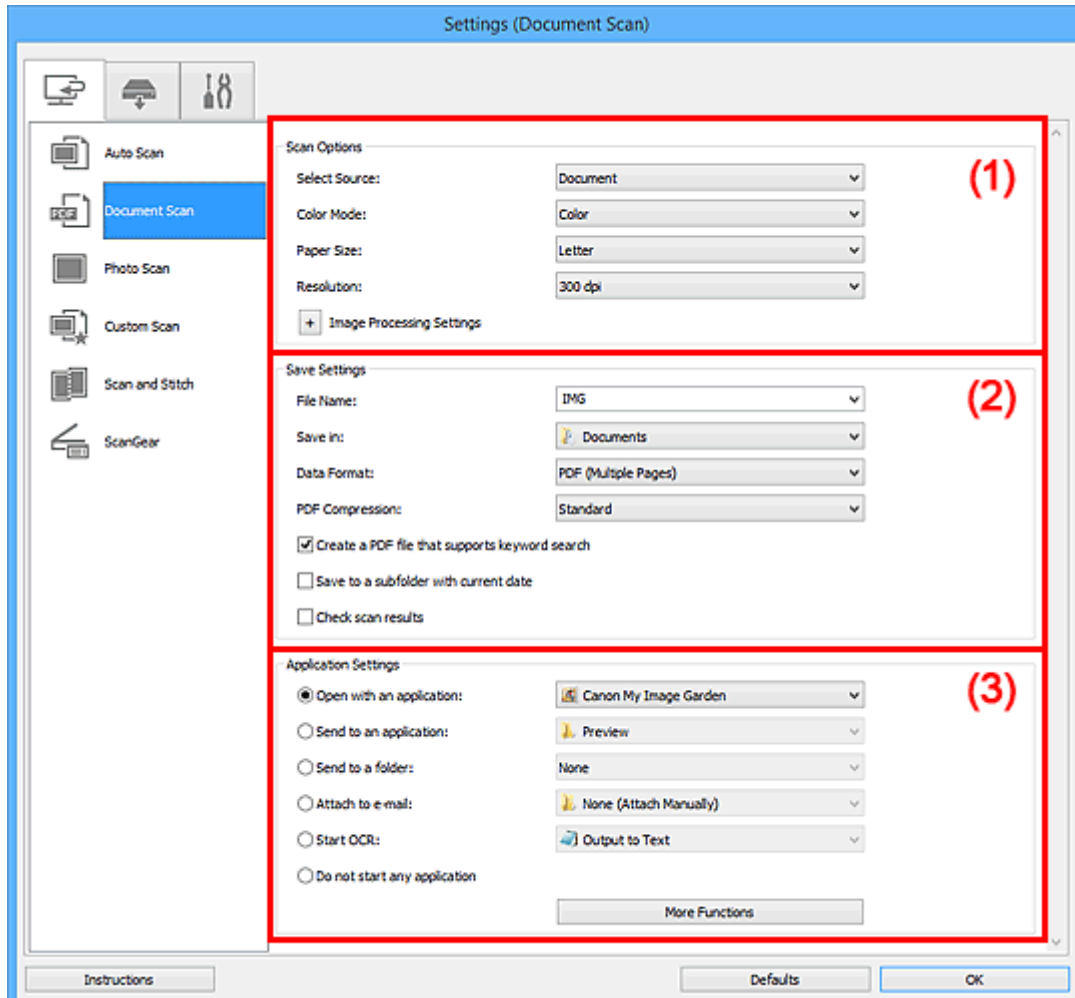 Settings (Document Scan)
Auto Scan
PDF
Document Scan
Photo Scan
Custom Scan
Scan and Stitch
ScanGear
Scan Options
(1)
Select Source: Document
Color Mode: Color
Paper Size: Letter
Resolution: 300 dpi
+ Image Processing Settings
Save Settings
(2)
File Name: IMG
Save in: Documents
Data Format: PDF (Multiple Pages)
PDF Compression: Standard
Create a PDF file that supports keyword search
Save to a subfolder with current date
Check scan results
Application Settings
(3)
Open with an application: Canon My Image Garden
Send to an application: Preview
Send to a folder: None
Attach to e-mail: None (Attach Manually)
Start OCR: Output to Text
Do not start any application
More Functions
Instructions Defaults OK